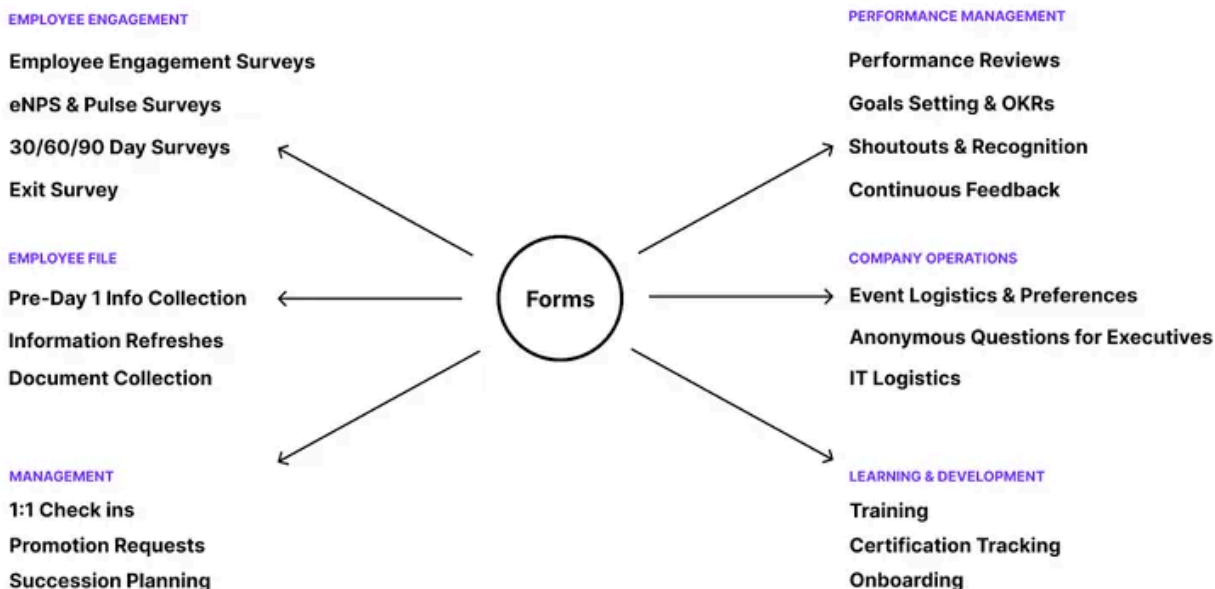 EMPLOYEE ENGAGEMENT
Employee Engagement Surveys
eNPS & Pulse Surveys
30/60/90 Day Surveys
Exit Survey
EMPLOYEE FILE
Pre-Day 1 Info Collection
Information Refreshes
Document Collection
MANAGEMENT
1:1 Check ins
Promotion Requests
Succession Planning
Forms
PERFORMANCE MANAGEMENT
Performance Reviews
Goals Setting & OKRs
Shoutouts & Recognition
Continuous Feedback
COMPANY OPERATIONS
Event Logistics & Preferences
Anonymous Questions for Executives
IT Logistics
LEARNING & DEVELOPMENT
Training
Certification Tracking
Onboarding